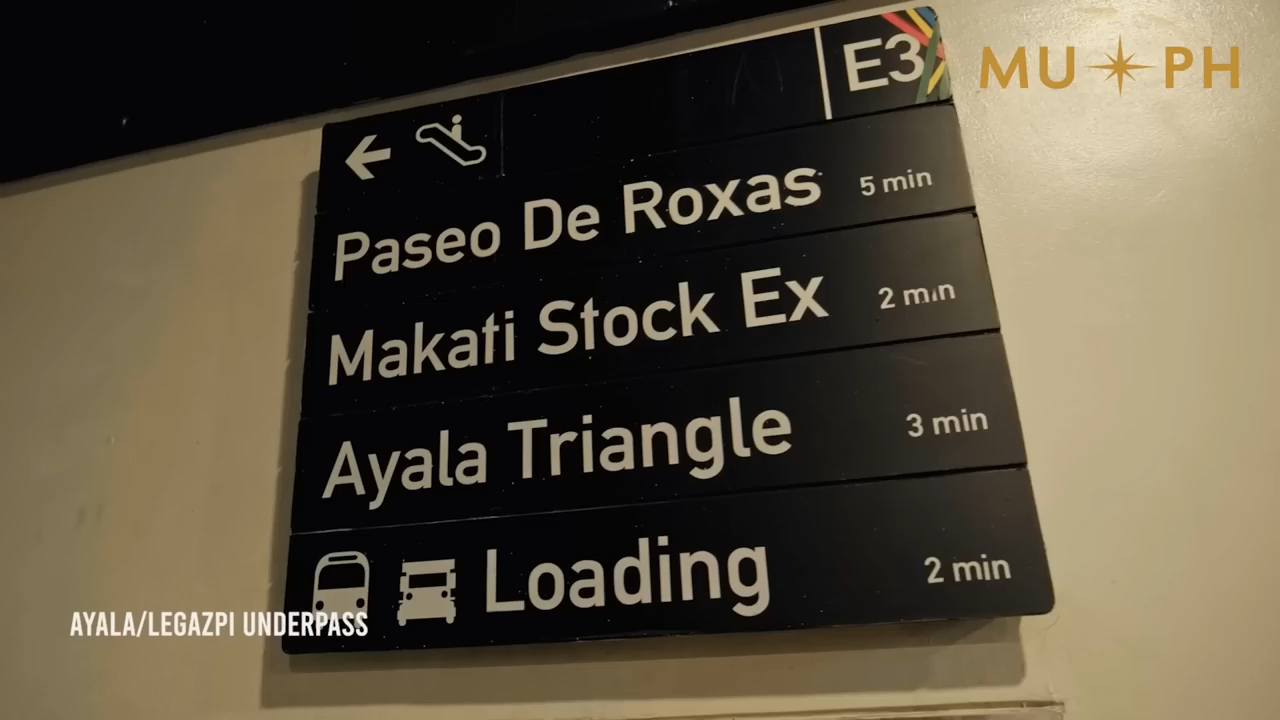 MU PH
E3
Paseo De Roxas 5 min
Makati Stock Ex 2 min
Ayala Triangle 3 min
Loading 2 min
AYALA/LEGAZPI UNDERPASS